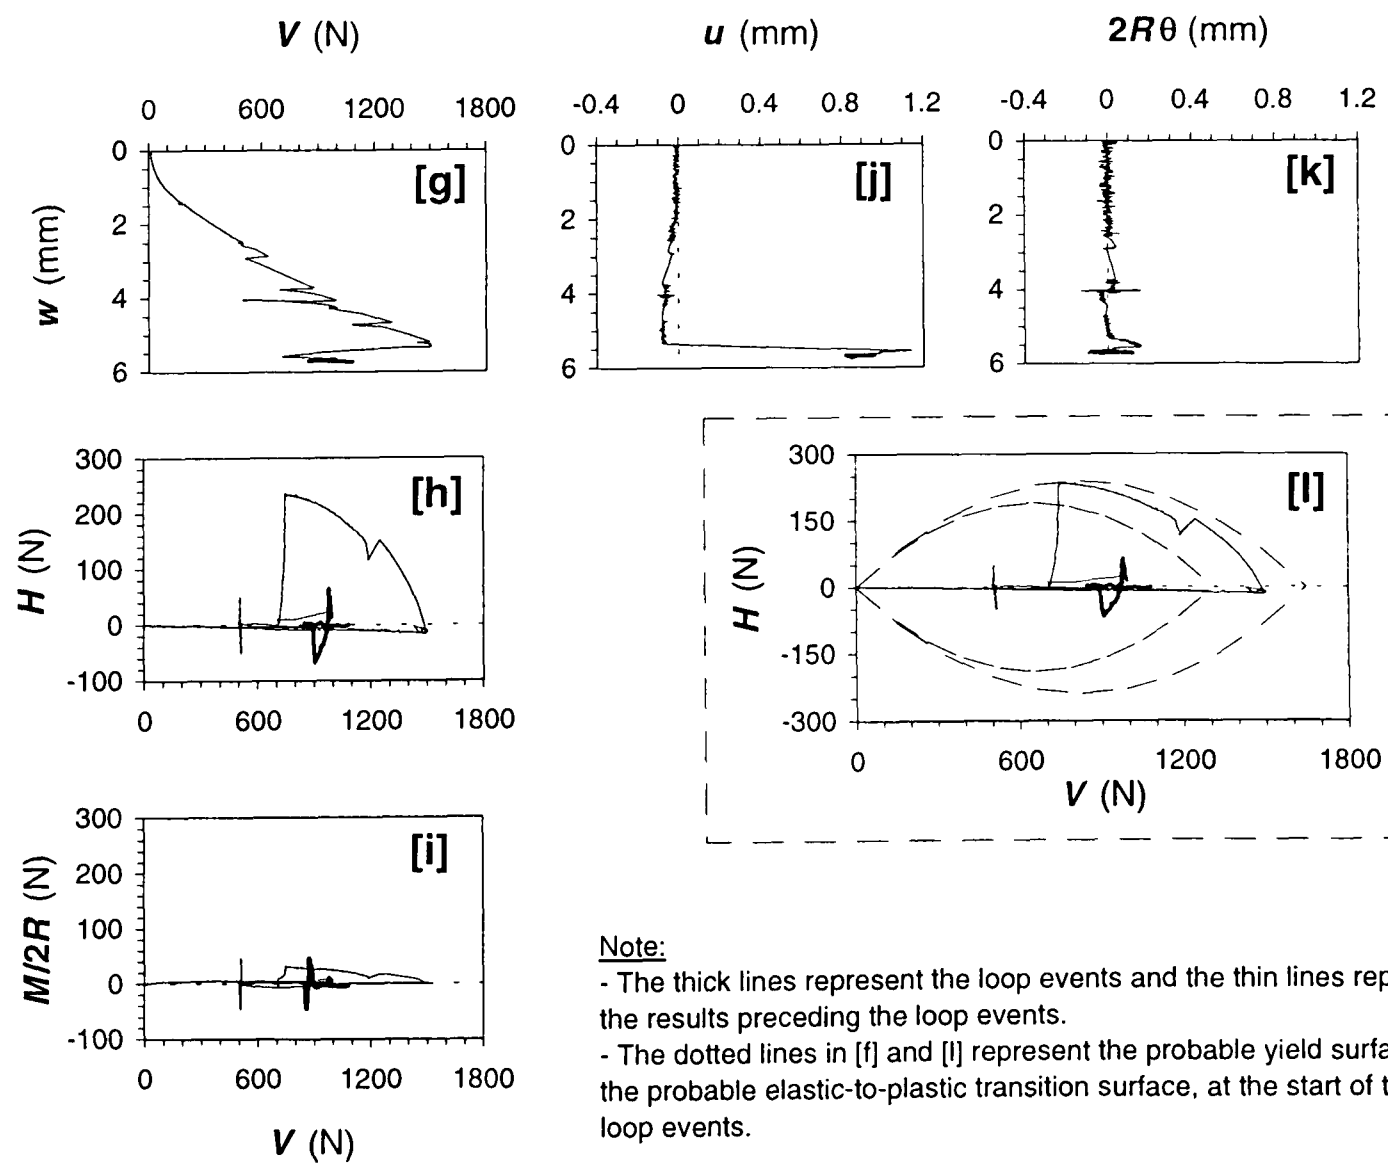 V (N)
u (mm)
2Rθ (mm)
0 600 1200 1800
-0.4 0 0.4 0.8 1.2
-0.4 0 0.4 0.8 1.2
0
2
4
6
w (mm)
[g]
0
2
4
6
[j]
0
2
4
6
[k]
300
200
100
0
-100
H (N)
[h]
0 600 1200 1800
300
150
0
-150
-300
H (N)
[l]
0 600 1200 1800
V (N)
300
200
100
0
-100
M/2R (N)
[i]
0 600 1200 1800
V (N)
Note:
- The thick lines represent the loop events and the thin lines rep
the results preceding the loop events.
- The dotted lines in [f] and [l] represent the probable yield surfa
the probable elastic-to-plastic transition surface, at the start of t
loop events.